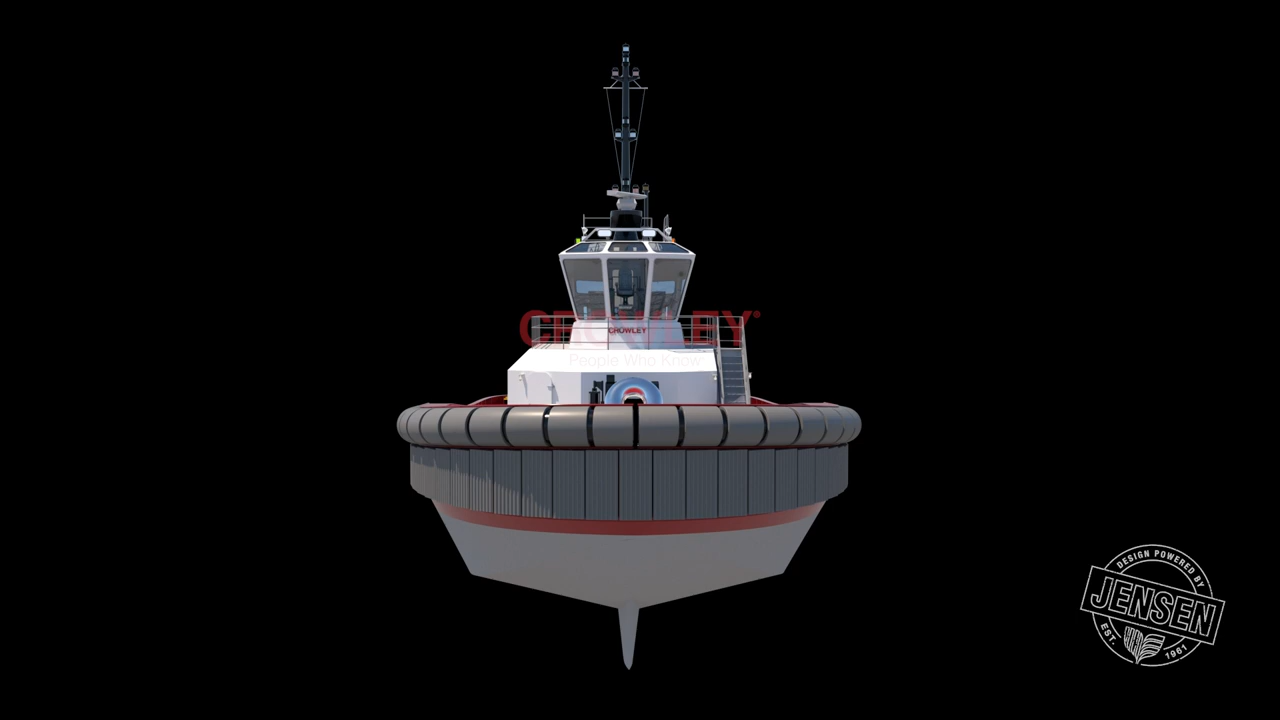 CROWLEY®
CROWLEY
People Who Know®
DESIGN POWERED BY
JENSEN
EST. 1961